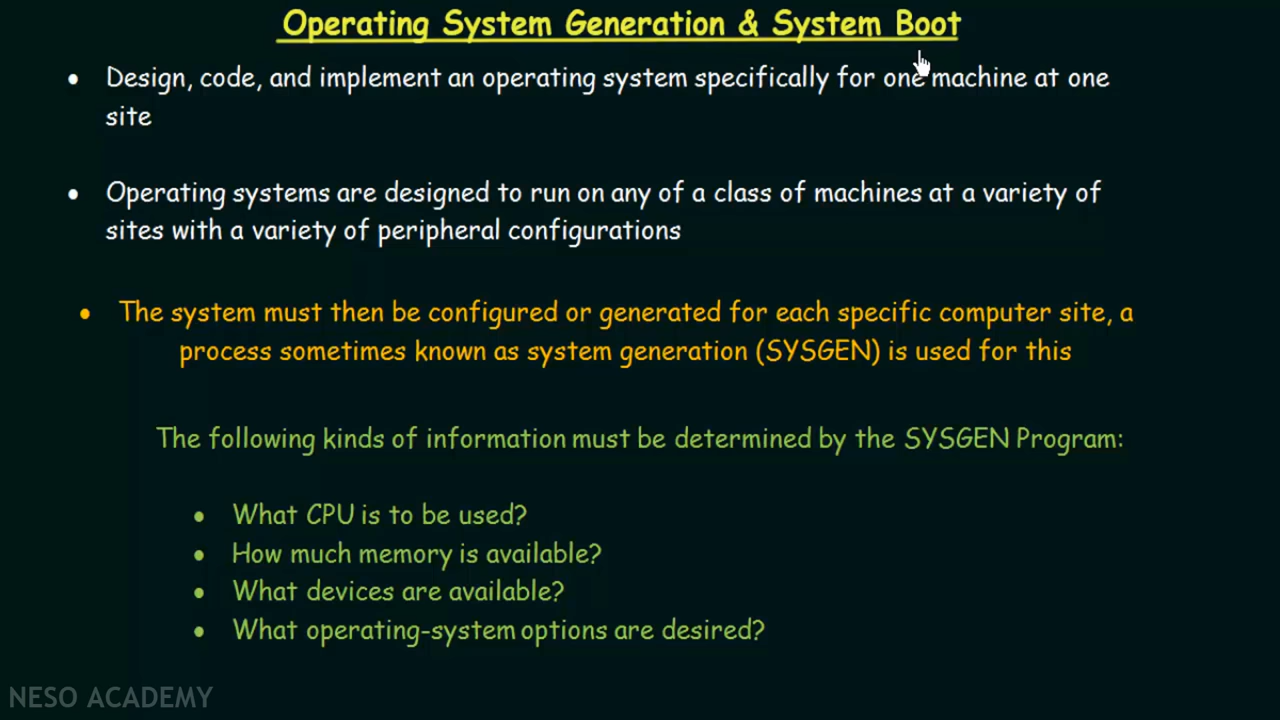 Operating System Generation & System Boot
• Design, code, and implement an operating system specifically for one machine at one
site
• Operating systems are designed to run on any of a class of machines at a variety of
sites with a variety of peripheral configurations
• The system must then be configured or generated for each specific computer site, a
process sometimes known as system generation (SYSGEN) is used for this
The following kinds of information must be determined by the SYSGEN Program:
• What CPU is to be used?
• How much memory is available?
• What devices are available?
• What operating-system options are desired?
NESO ACADEMY